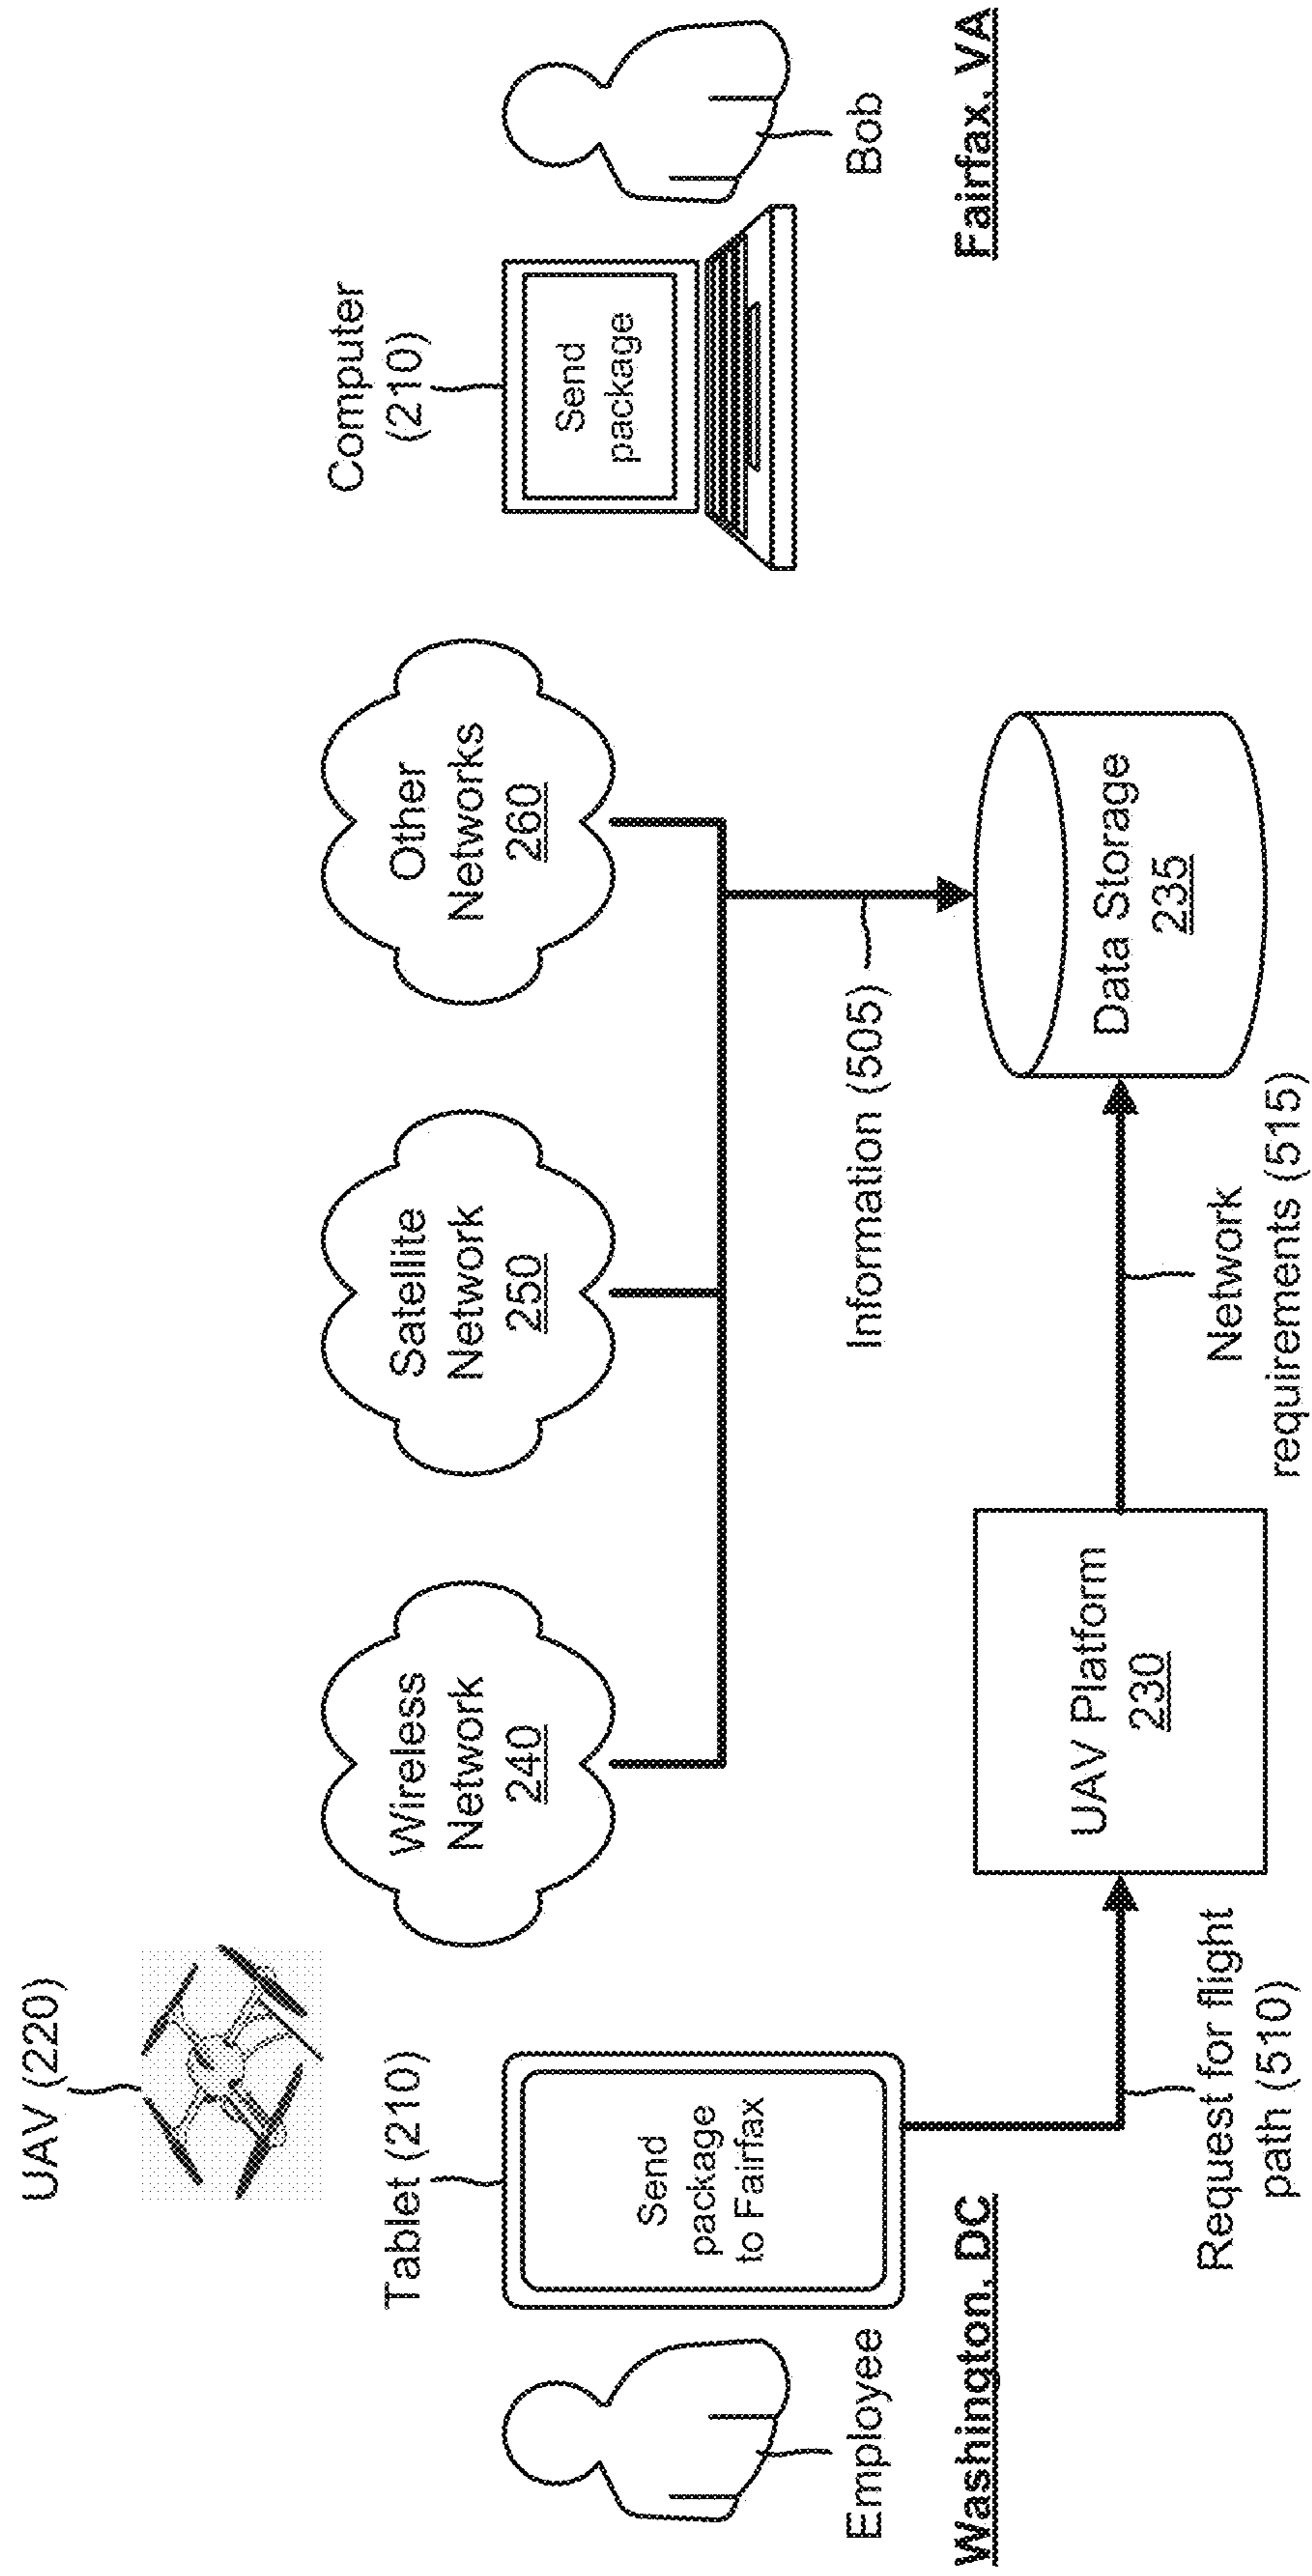 UAV (220)
Tablet (210)
Send
package
to Fairfax
Employee
Washington, DC
Wireless
Network
240
Satellite
Network
250
Other
Networks
260
Computer
(210)
Send
package
Bob
Fairfax, VA
Information (505)
Request for flight
path (510)
UAV Platform
230
Network
requirements (515)
Data Storage
235